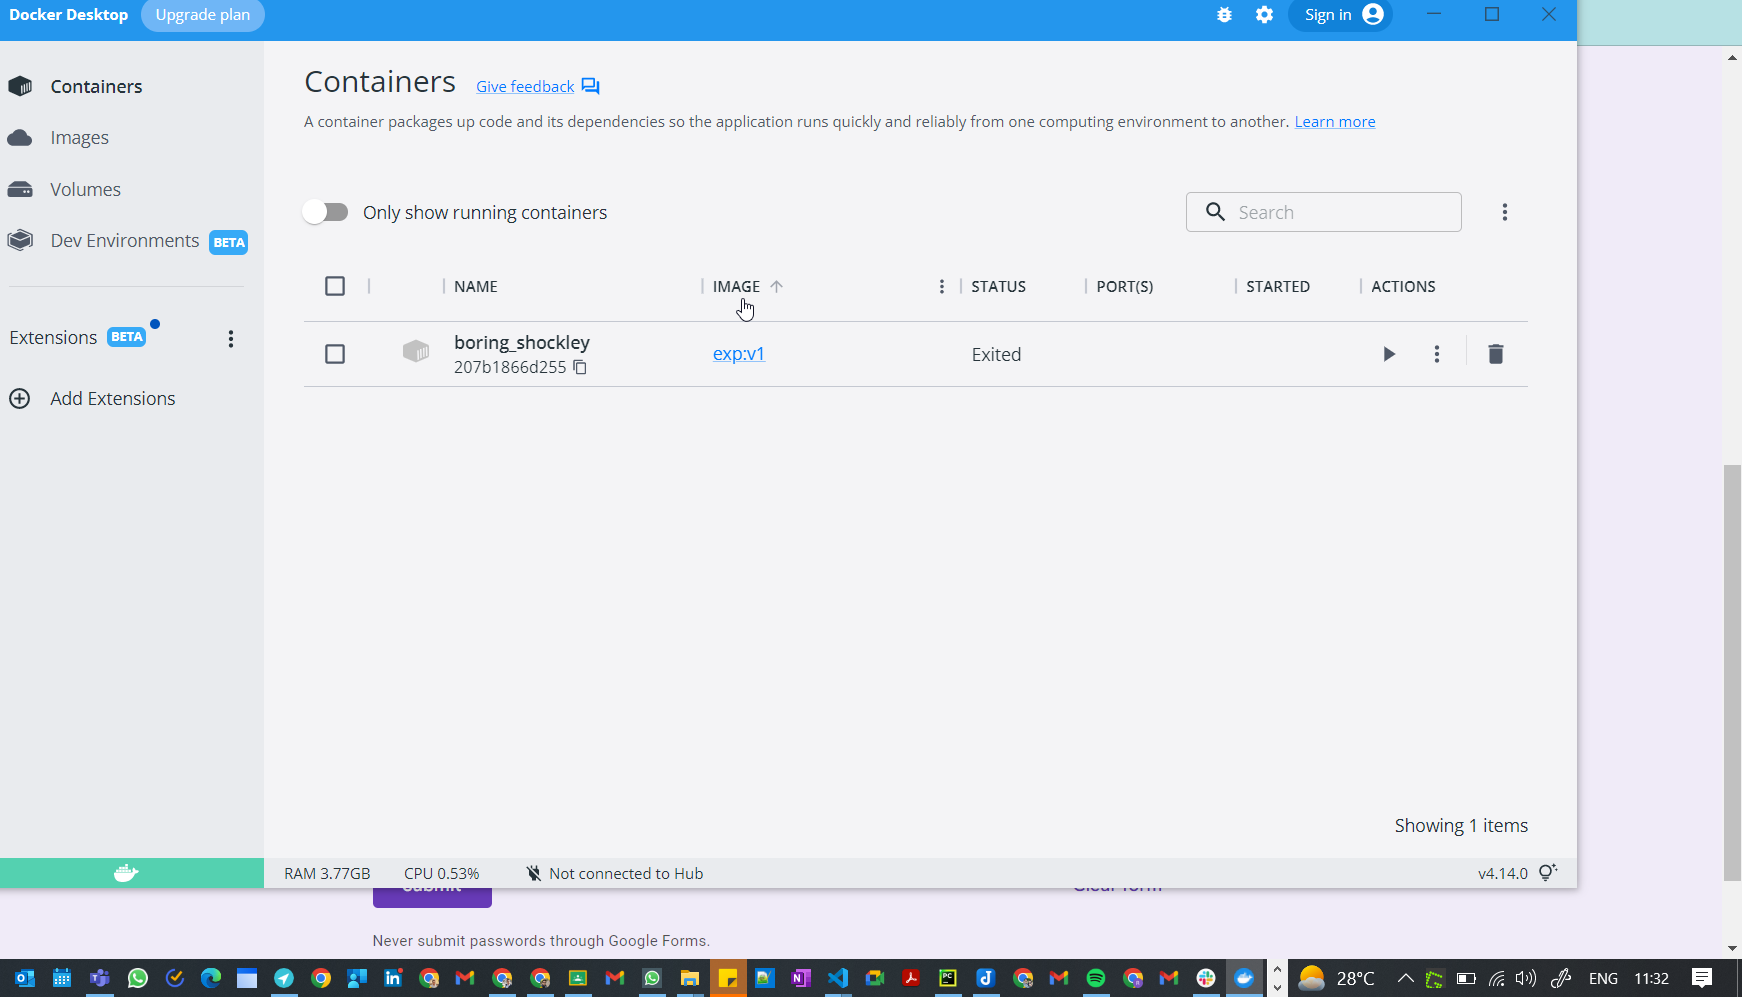 Docker Desktop Upgrade plan Sign in
Containers
Images
Volumes
Dev Environments BETA
Extensions BETA
Add Extensions
Containers Give feedback
A container packages up code and its dependencies so the application runs quickly and reliably from one computing environment to another. Learn more
Only show running containers Search
NAME IMAGE STATUS PORT(S) STARTED ACTIONS
boring_shockley exp:v1 Exited
207b1866d255
Showing 1 items
RAM 3.77GB CPU 0.53% Not connected to Hub v4.14.0
Submit Clear form
Never submit passwords through Google Forms.
28°C ENG 11:32